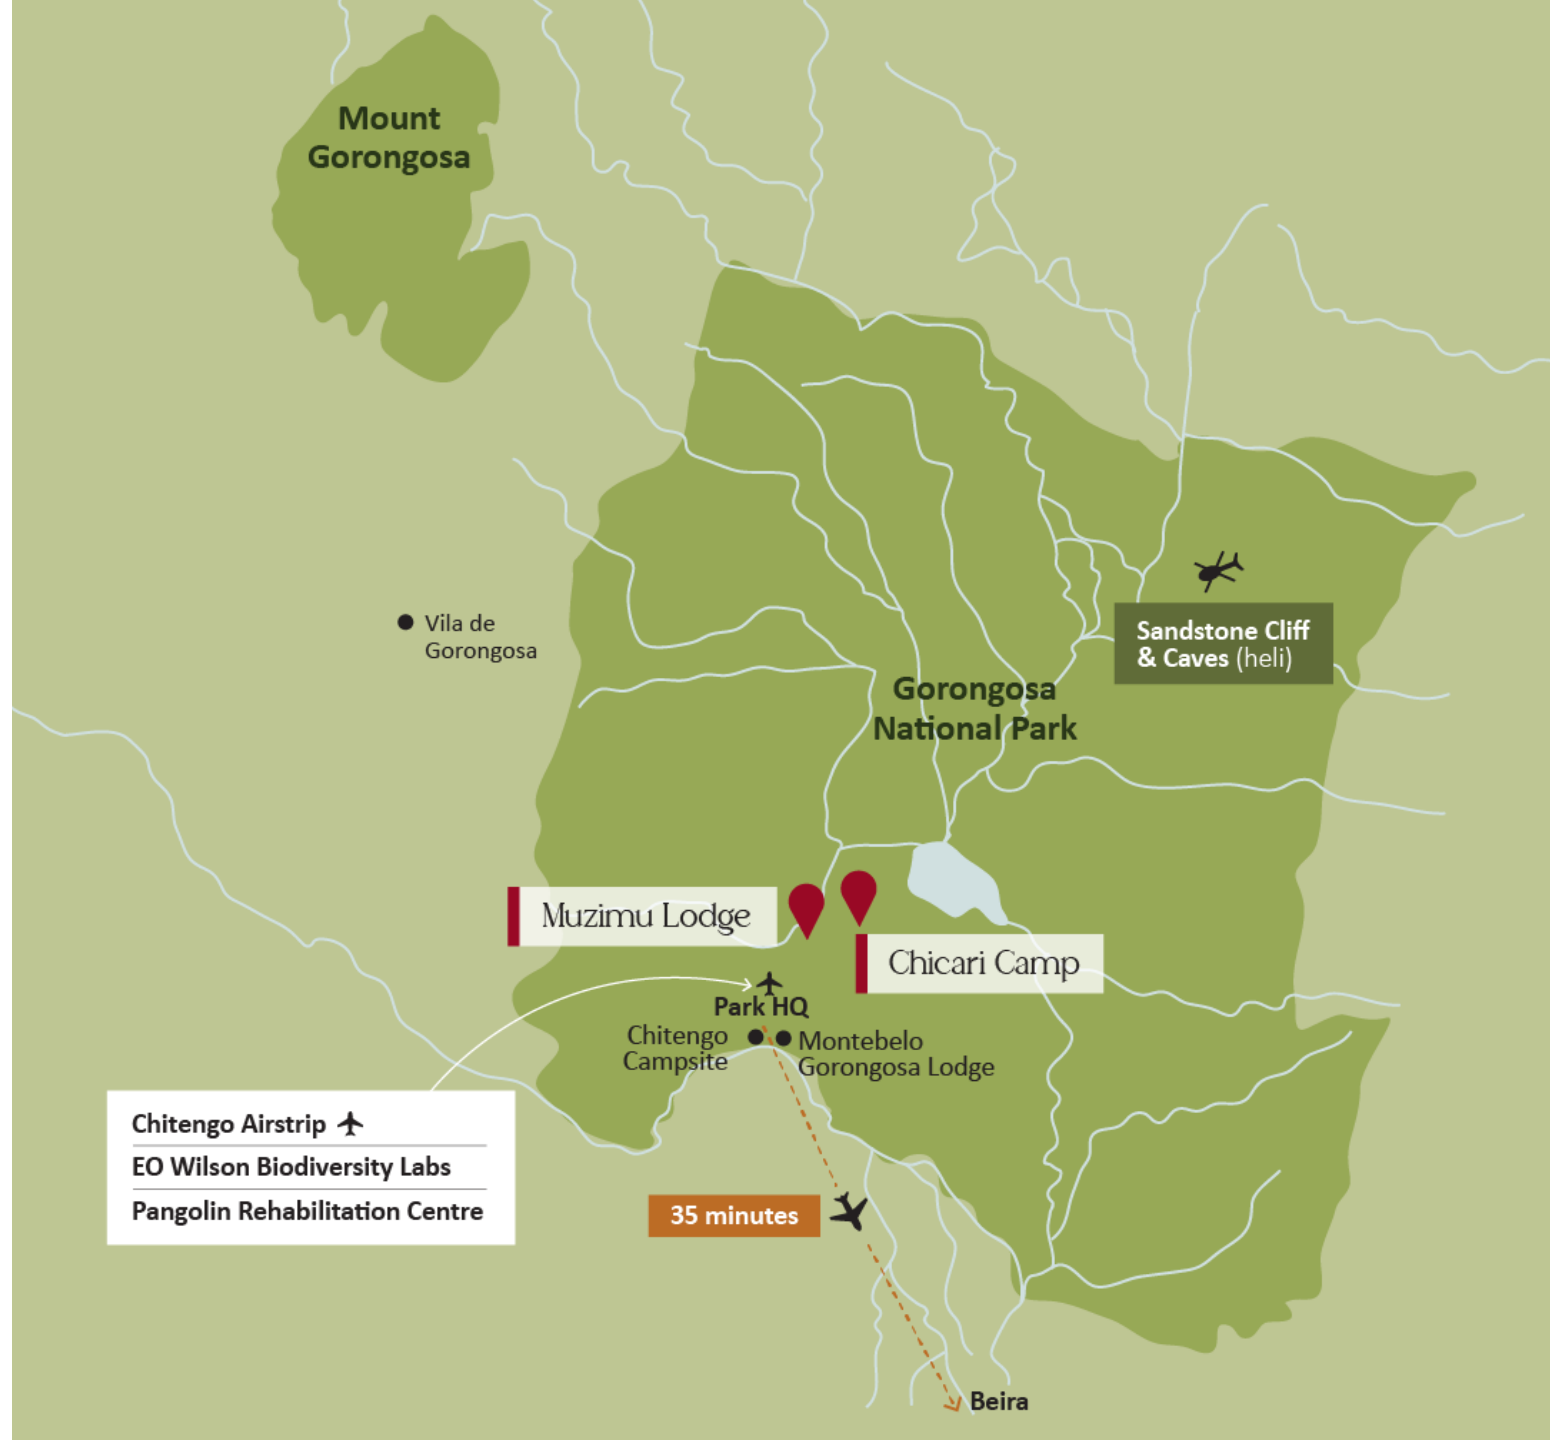 Mount
Gorongosa
Vila de
Gorongosa
Sandstone Cliff
& Caves (heli)
Gorongosa
National Park
Muzimu Lodge
Chicari Camp
Park HQ
Chitengo
Campsite
Montebelo
Gorongosa Lodge
Chitengo Airstrip
EO Wilson Biodiversity Labs
Pangolin Rehabilitation Centre
35 minutes
Beira